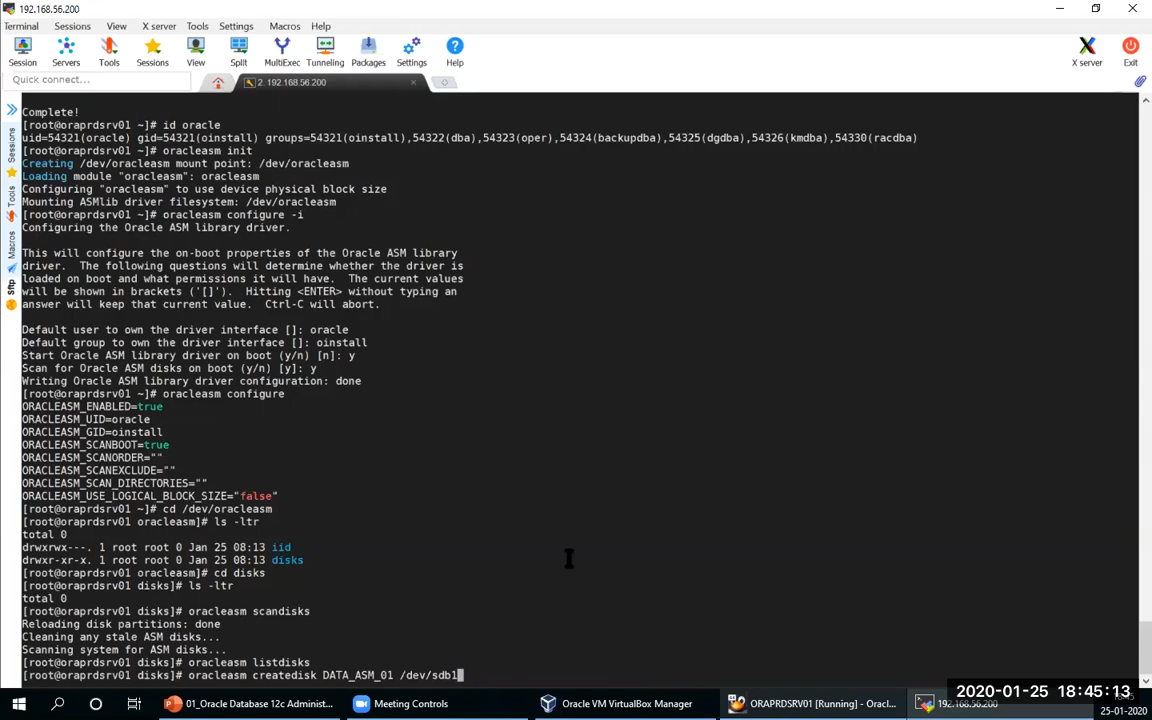 192.168.56.200
Terminal Sessions View X server Tools Settings Macros Help
Session Servers Tools Sessions View Split MultiExec Tunneling Packages Settings Help X server Exit
Quick connect...
2. 192.168.56.200
Sessions
Tools
Macros
Sftp
Complete!
[root@oraprdsrv01 ~]# id oracle
uid=54321(oracle) gid=54321(oinstall) groups=54321(oinstall),54322(dba),54323(oper),54324(backupdba),54325(dgdba),54326(kmdba),54330(racdba)
[root@oraprdsrv01 ~]# oracleasm init
Creating /dev/oracleasm mount point: /dev/oracleasm
Loading module "oracleasm": oracleasm
Configuring "oracleasm" to use device physical block size
Mounting ASMlib driver filesystem: /dev/oracleasm
[root@oraprdsrv01 ~]# oracleasm configure -i
Configuring the Oracle ASM library driver.
This will configure the on-boot properties of the Oracle ASM library
driver.  The following questions will determine whether the driver is
loaded on boot and what permissions it will have.  The current values
will be shown in brackets ('[]').  Hitting <ENTER> without typing an
answer will keep that current value.  Ctrl-C will abort.
Default user to own the driver interface []: oracle
Default group to own the driver interface []: oinstall
Start Oracle ASM library driver on boot (y/n) [n]: y
Scan for Oracle ASM disks on boot (y/n) [y]: y
Writing Oracle ASM library driver configuration: done
[root@oraprdsrv01 ~]# oracleasm configure
ORACLEASM_ENABLED=true
ORACLEASM_UID=oracle
ORACLEASM_GID=oinstall
ORACLEASM_SCANBOOT=true
ORACLEASM_SCANORDER=""
ORACLEASM_SCANEXCLUDE=""
ORACLEASM_SCAN_DIRECTORIES=""
ORACLEASM_USE_LOGICAL_BLOCK_SIZE="false"
[root@oraprdsrv01 ~]# cd /dev/oracleasm
[root@oraprdsrv01 oracleasm]# ls -ltr
total 0
drwxrwx---. 1 root root 0 Jan 25 08:13 iid
drwxr-xr-x. 1 root root 0 Jan 25 08:13 disks
[root@oraprdsrv01 oracleasm]# cd disks
[root@oraprdsrv01 disks]# ls -ltr
total 0
[root@oraprdsrv01 disks]# oracleasm scandisks
Reloading disk partitions: done
Cleaning any stale ASM disks...
Scanning system for ASM disks...
[root@oraprdsrv01 disks]# oracleasm listdisks
[root@oraprdsrv01 disks]# oracleasm createdisk DATA_ASM_01 /dev/sdb1
01_Oracle Database 12c Administ... Meeting Controls Oracle VM VirtualBox Manager ORAPRDSRV01 [Running] - Orac... 192.168.56.200
2020-01-25 18:45:13
25-01-2020